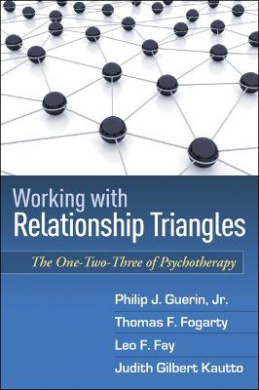 Working with
Relationship Triangles
The One-Two-Three of Psychotherapy
Philip J. Guerin, Jr.
Thomas F. Fogarty
Leo F. Fay
Judith Gilbert Kautto